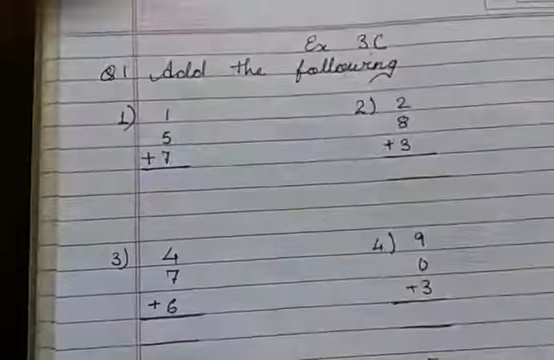 Ex 3.C
Q1 Add the following
1) 1 2) 2
5 8
+7 +3
3) 4 4) 9
7 0
+6 +3